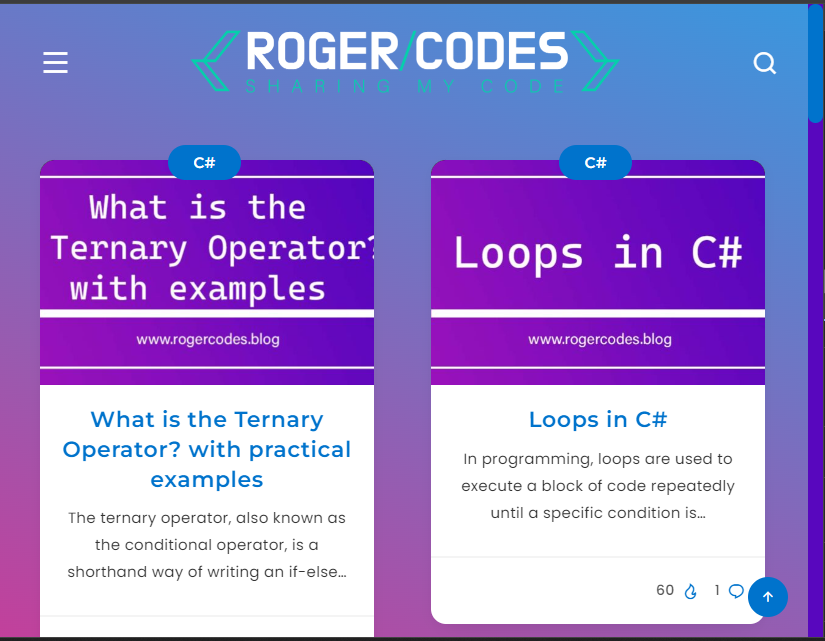 ROGER/CODES
SHARING MY CODE
C#
What is the
Ternary Operator?
with examples
www.rogercodes.blog
What is the Ternary
Operator? with practical
examples
The ternary operator, also known as
the conditional operator, is a
shorthand way of writing an if-else...
C#
Loops in C#
www.rogercodes.blog
Loops in C#
In programming, loops are used to
execute a block of code repeatedly
until a specific condition is...
60 1